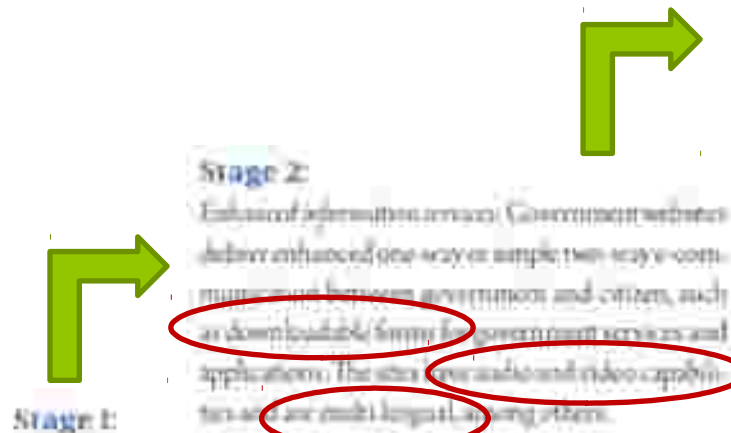 Stage 2:
Enhanced information services: Government websites
deliver enhanced one-way or simple two-way e-com-
munication between government and citizen, such
as downloadable forms for government services and
applications. The sites have audio and video capabili-
ties and are multi-lingual, among others.
Stage 1: